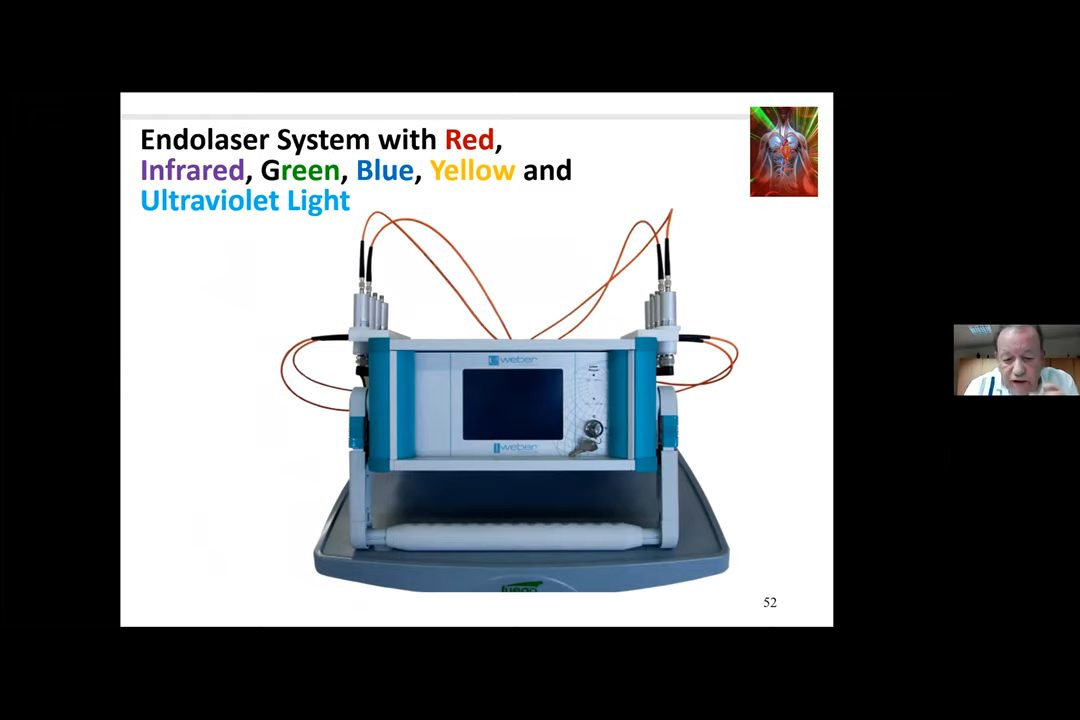 Endolaser System with Red,
Infrared, Green, Blue, Yellow and
Ultraviolet Light
weber
weber
52